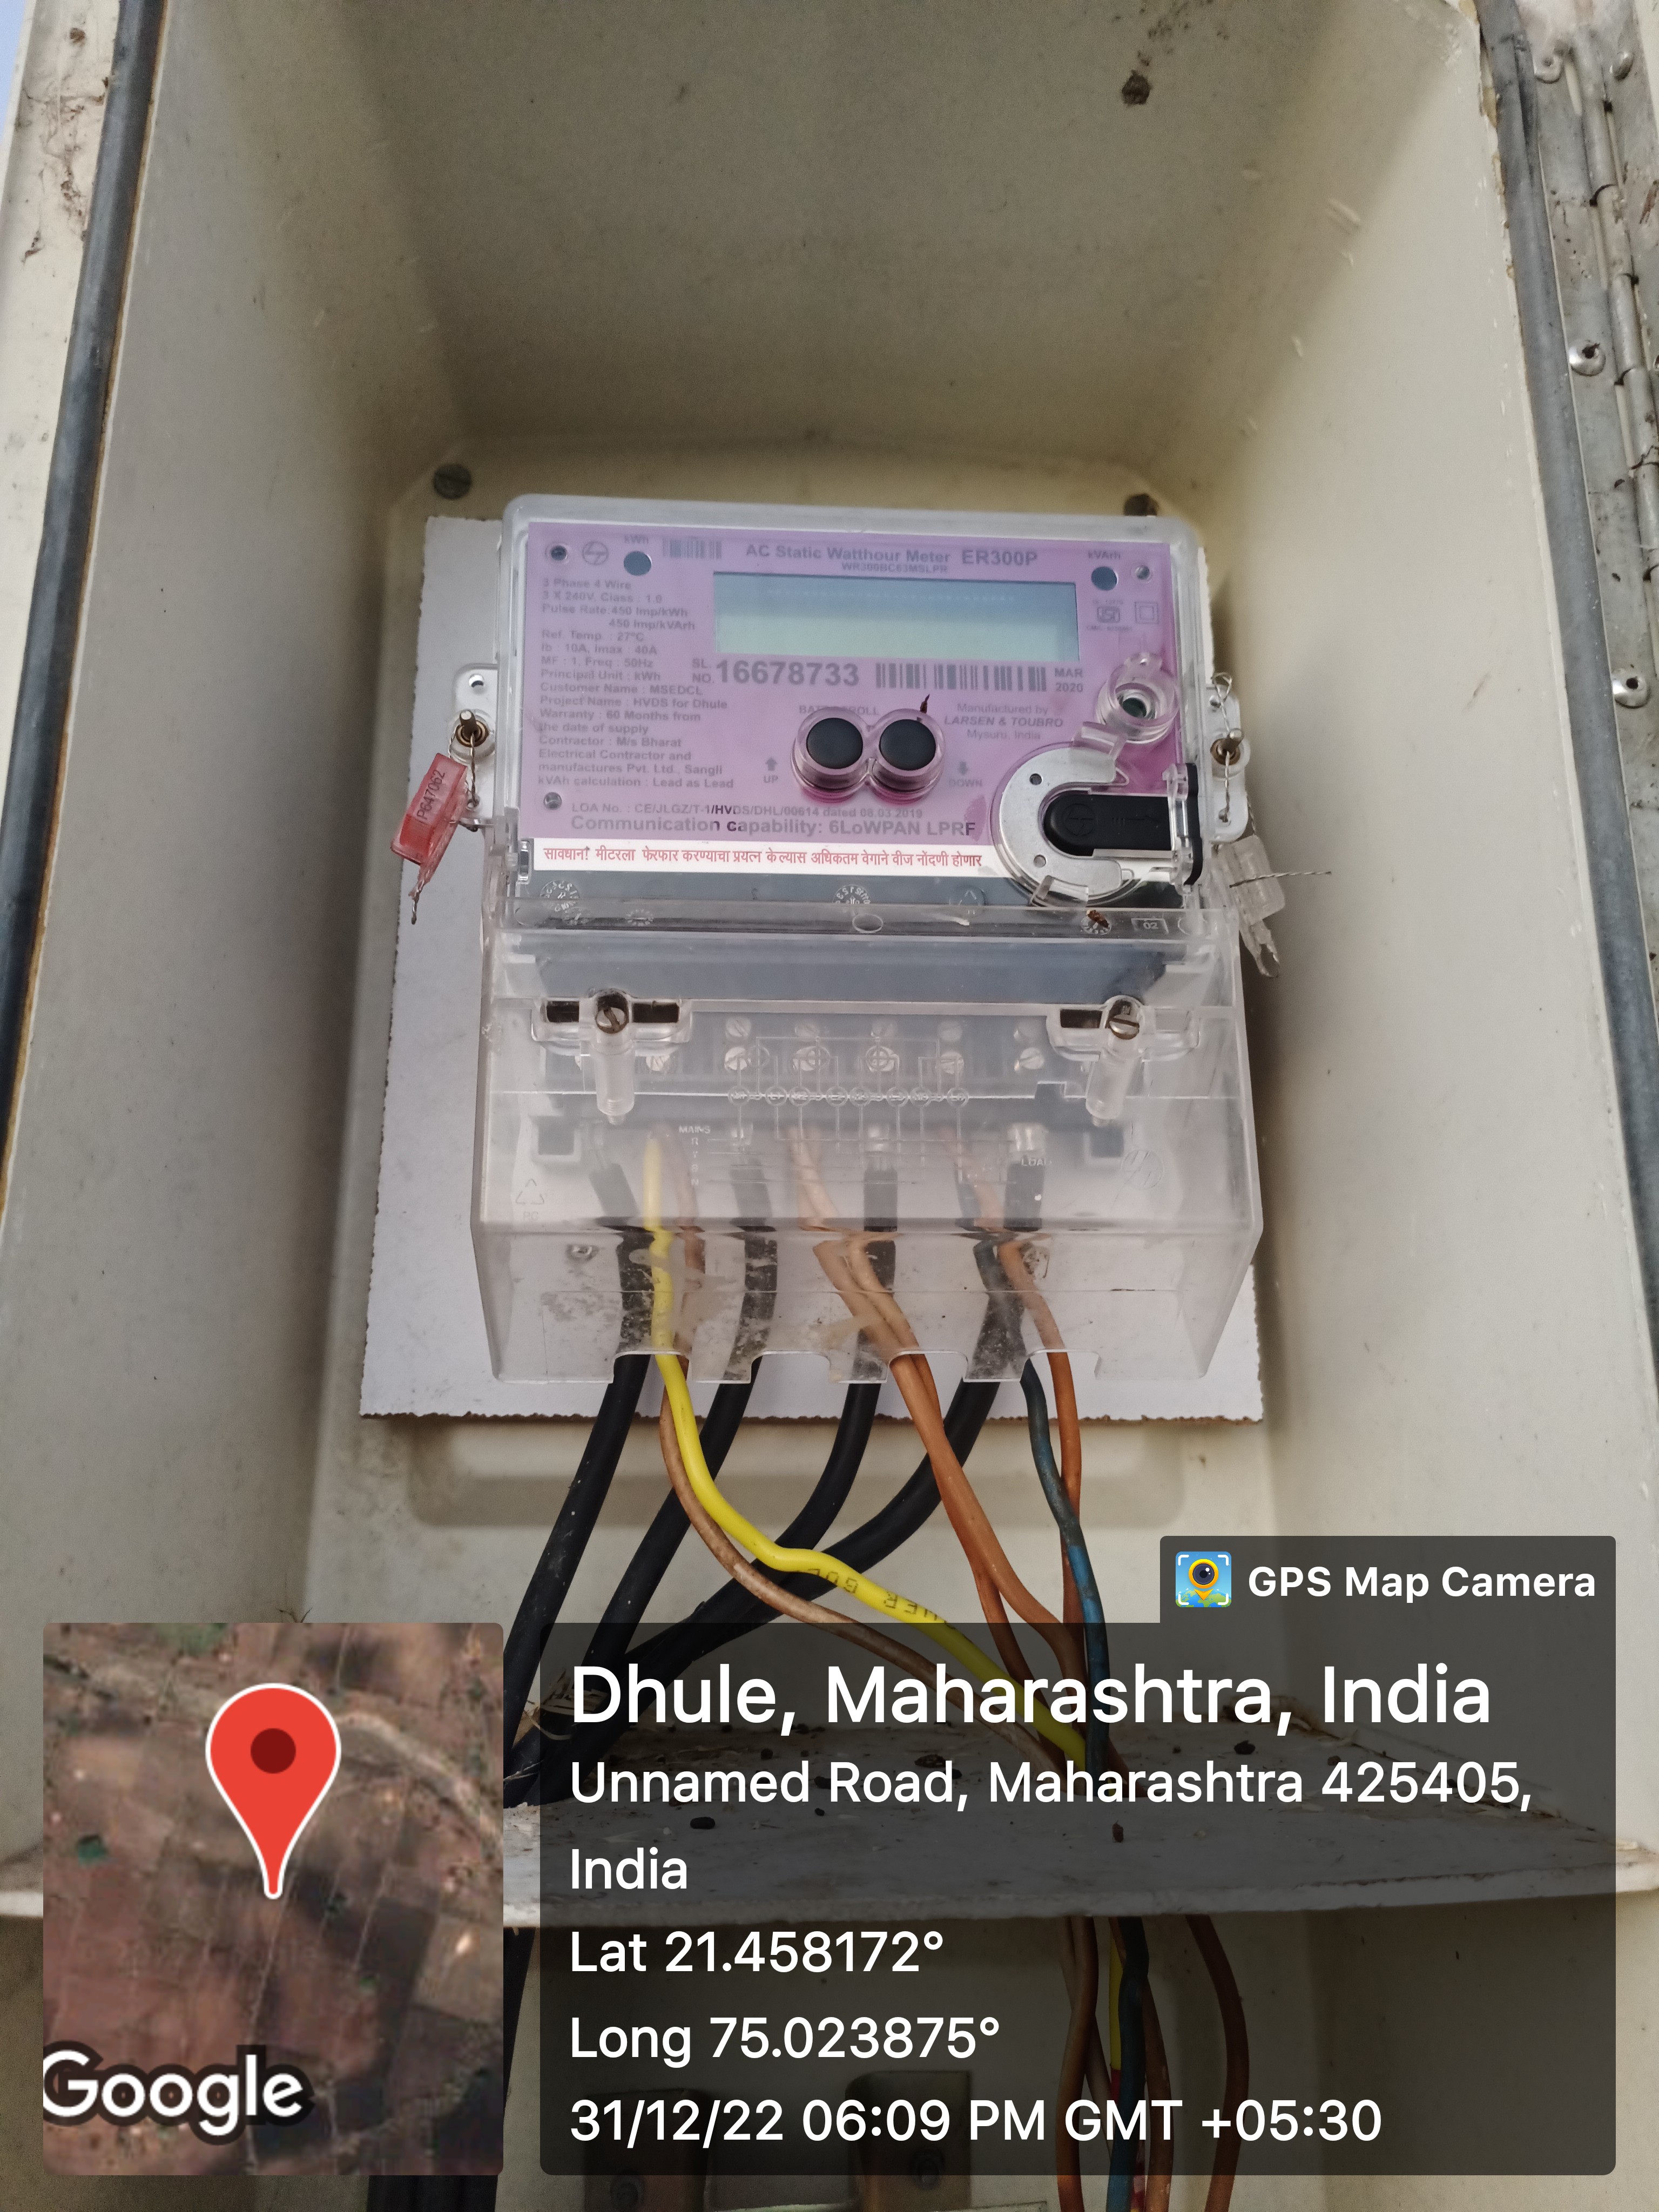 kWh
AC Static Watthour Meter ER300P
WR300BC63MSLPR
kVArh
3 Phase 4 Wire
3 X 240V, Class : 1.0
Pulse Rate:450 Imp/kWh
450 Imp/kVArh
Ref. Temp. : 27°C
Ib : 10A, Imax : 40A
MF : 1, Freq : 50Hz
Principal Unit : kWh
Customer Name : MSEDCL
Project Name : HVDS for Dhule
Warranty : 60 Months from
the date of supply
Contractor : M/s Bharat
Electrical Contractor and
manufactures Pvt. Ltd., Sangli
kVAh calculation : Lead as Lead
SL.
NO. 16678733
MAR
2020
Manufactured by
LARSEN & TOUBRO
Mysuru, India
UP
DOWN
LOA No. : CE/JLGZ/T-1/HVDS/DHL/00614 dated 08.03.2019
Communication capability: 6LoWPAN LPRF
सावधान! मीटरला फेरफार करण्याचा प्रयत्न केल्यास अधिकतम वेगाने वीज नोंदणी होणार
02
MAINS
LOAD
GPS Map Camera
Dhule, Maharashtra, India
Unnamed Road, Maharashtra 425405,
India
Lat 21.458172°
Long 75.023875°
31/12/22 06:09 PM GMT +05:30
Google